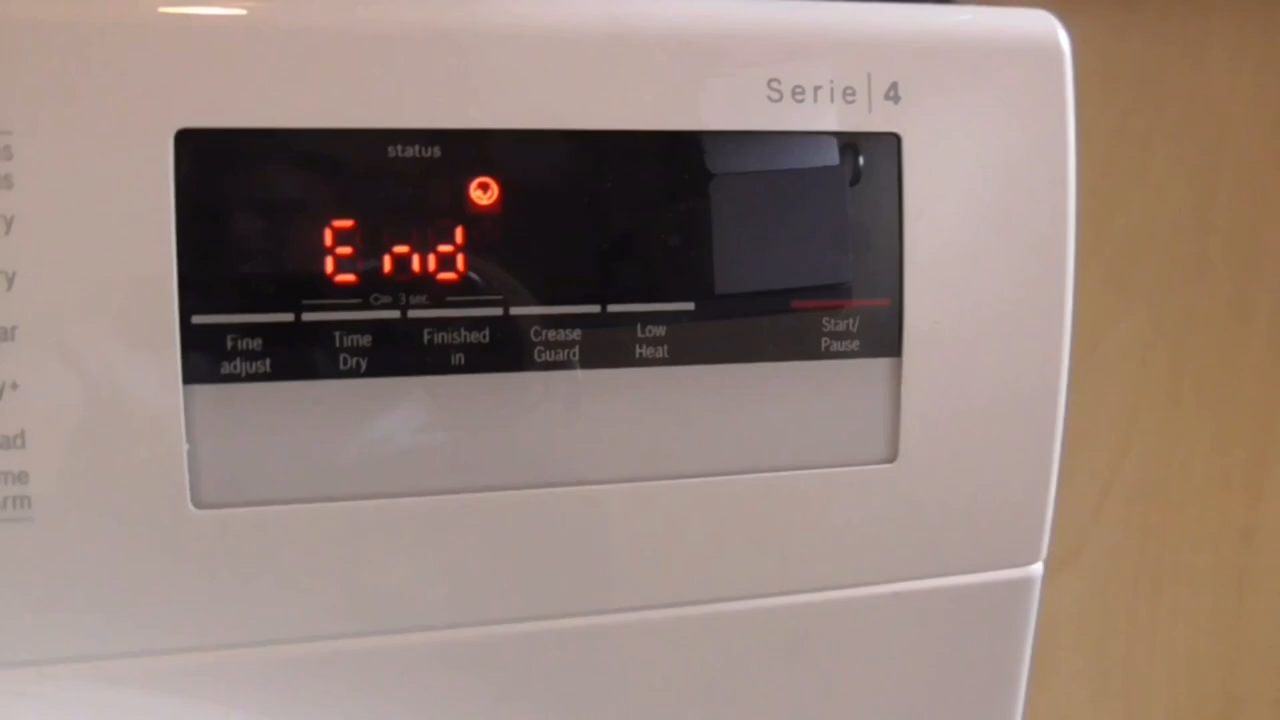 Serie | 4
status
End
3 sec.
Fine adjust
Time Dry
Finished in
Crease Guard
Low Heat
Start/ Pause